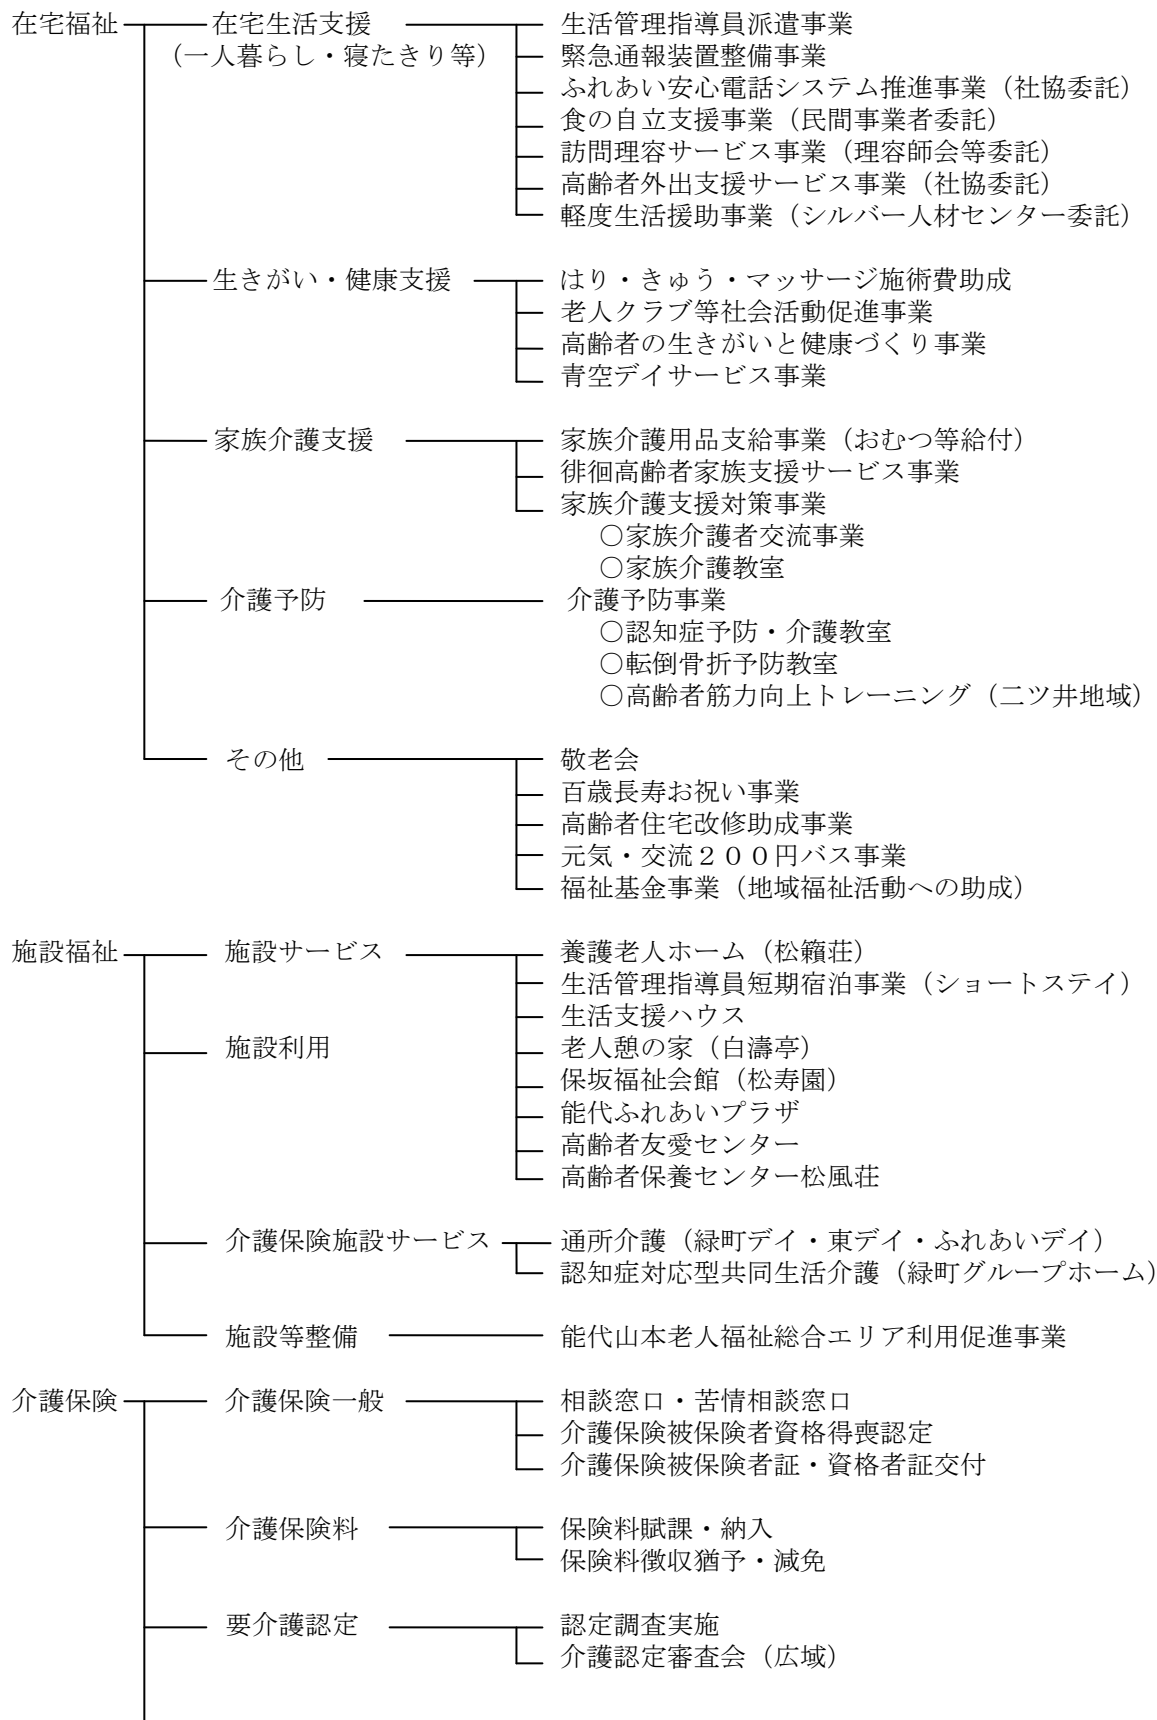 在宅福祉 在宅生活支援 生活管理指導員派遣事業
（一人暮らし・寝たきり等） 緊急通報装置整備事業
ふれあい安心電話システム推進事業（社協委託）
食の自立支援事業（民間事業者委託）
訪問理容サービス事業（理容師会等委託）
高齢者外出支援サービス事業（社協委託）
軽度生活援助事業（シルバー人材センター委託）
生きがい・健康支援 はり・きゅう・マッサージ施術費助成
老人クラブ等社会活動促進事業
高齢者の生きがいと健康づくり事業
青空デイサービス事業
家族介護支援 家族介護用品支給事業（おむつ等給付）
徘徊高齢者家族支援サービス事業
家族介護支援対策事業
○家族介護者交流事業
○家族介護教室
介護予防 介護予防事業
○認知症予防・介護教室
○転倒骨折予防教室
○高齢者筋力向上トレーニング（二ツ井地域）
その他 敬老会
百歳長寿お祝い事業
高齢者住宅改修助成事業
元気・交流２００円バス事業
福祉基金事業（地域福祉活動への助成）
施設福祉 施設サービス 養護老人ホーム（松籟荘）
生活管理指導員短期宿泊事業（ショートステイ）
生活支援ハウス
施設利用 老人憩の家（白濤亭）
保坂福祉会館（松寿園）
能代ふれあいプラザ
高齢者友愛センター
高齢者保養センター松風荘
介護保険施設サービス 通所介護（緑町デイ・東デイ・ふれあいデイ）
認知症対応型共同生活介護（緑町グループホーム）
施設等整備 能代山本老人福祉総合エリア利用促進事業
介護保険 介護保険一般 相談窓口・苦情相談窓口
介護保険被保険者資格得喪認定
介護保険被保険者証・資格者証交付
介護保険料 保険料賦課・納入
保険料徴収猶予・減免
要介護認定 認定調査実施
介護認定審査会（広域）